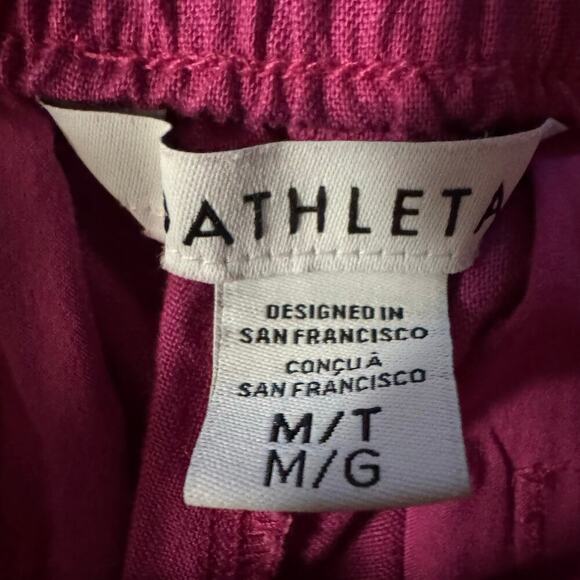 ATHLETA
DESIGNED IN
SAN FRANCISCO
CONÇU À
SAN FRANCISCO
M/T
M/G